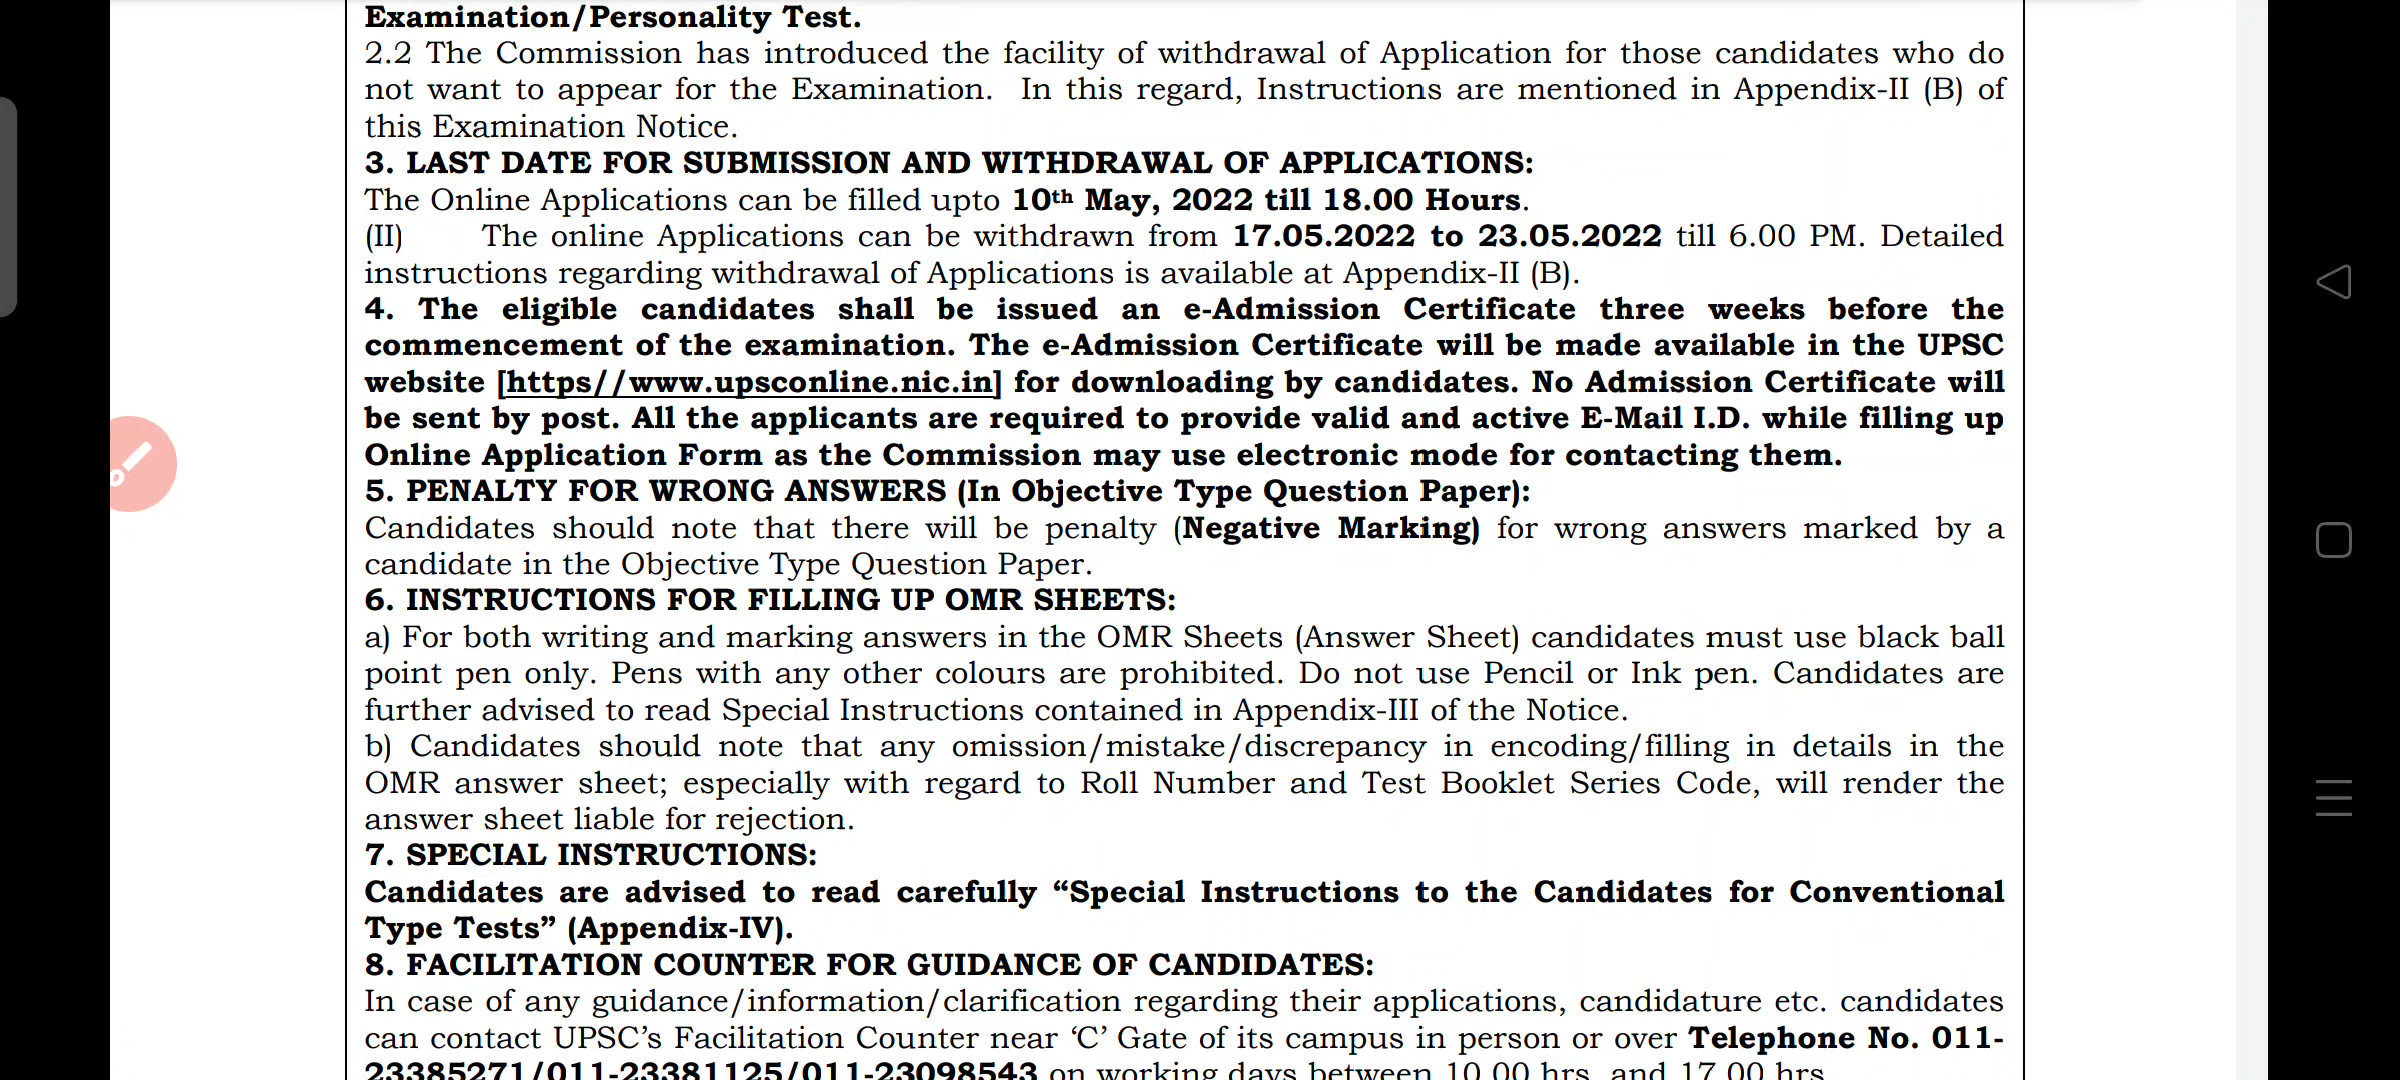 Examination/Personality Test.
2.2 The Commission has introduced the facility of withdrawal of Application for those candidates who do
not want to appear for the Examination. In this regard, Instructions are mentioned in Appendix-II (B) of
this Examination Notice.
3. LAST DATE FOR SUBMISSION AND WITHDRAWAL OF APPLICATIONS:
The Online Applications can be filled upto 10th May, 2022 till 18.00 Hours.
(II) The online Applications can be withdrawn from 17.05.2022 to 23.05.2022 till 6.00 PM. Detailed
instructions regarding withdrawal of Applications is available at Appendix-II (B).
4. The eligible candidates shall be issued an e-Admission Certificate three weeks before the
commencement of the examination. The e-Admission Certificate will be made available in the UPSC
website [https//www.upsconline.nic.in] for downloading by candidates. No Admission Certificate will
be sent by post. All the applicants are required to provide valid and active E-Mail I.D. while filling up
Online Application Form as the Commission may use electronic mode for contacting them.
5. PENALTY FOR WRONG ANSWERS (In Objective Type Question Paper):
Candidates should note that there will be penalty (Negative Marking) for wrong answers marked by a
candidate in the Objective Type Question Paper.
6. INSTRUCTIONS FOR FILLING UP OMR SHEETS:
a) For both writing and marking answers in the OMR Sheets (Answer Sheet) candidates must use black ball
point pen only. Pens with any other colours are prohibited. Do not use Pencil or Ink pen. Candidates are
further advised to read Special Instructions contained in Appendix-III of the Notice.
b) Candidates should note that any omission/mistake/discrepancy in encoding/filling in details in the
OMR answer sheet; especially with regard to Roll Number and Test Booklet Series Code, will render the
answer sheet liable for rejection.
7. SPECIAL INSTRUCTIONS:
Candidates are advised to read carefully “Special Instructions to the Candidates for Conventional
Type Tests” (Appendix-IV).
8. FACILITATION COUNTER FOR GUIDANCE OF CANDIDATES:
In case of any guidance/information/clarification regarding their applications, candidature etc. candidates
can contact UPSC’s Facilitation Counter near ‘C’ Gate of its campus in person or over Telephone No. 011-
23385271/011-23381125/011-23098543 on working days between 10.00 hrs. and 17.00 hrs.